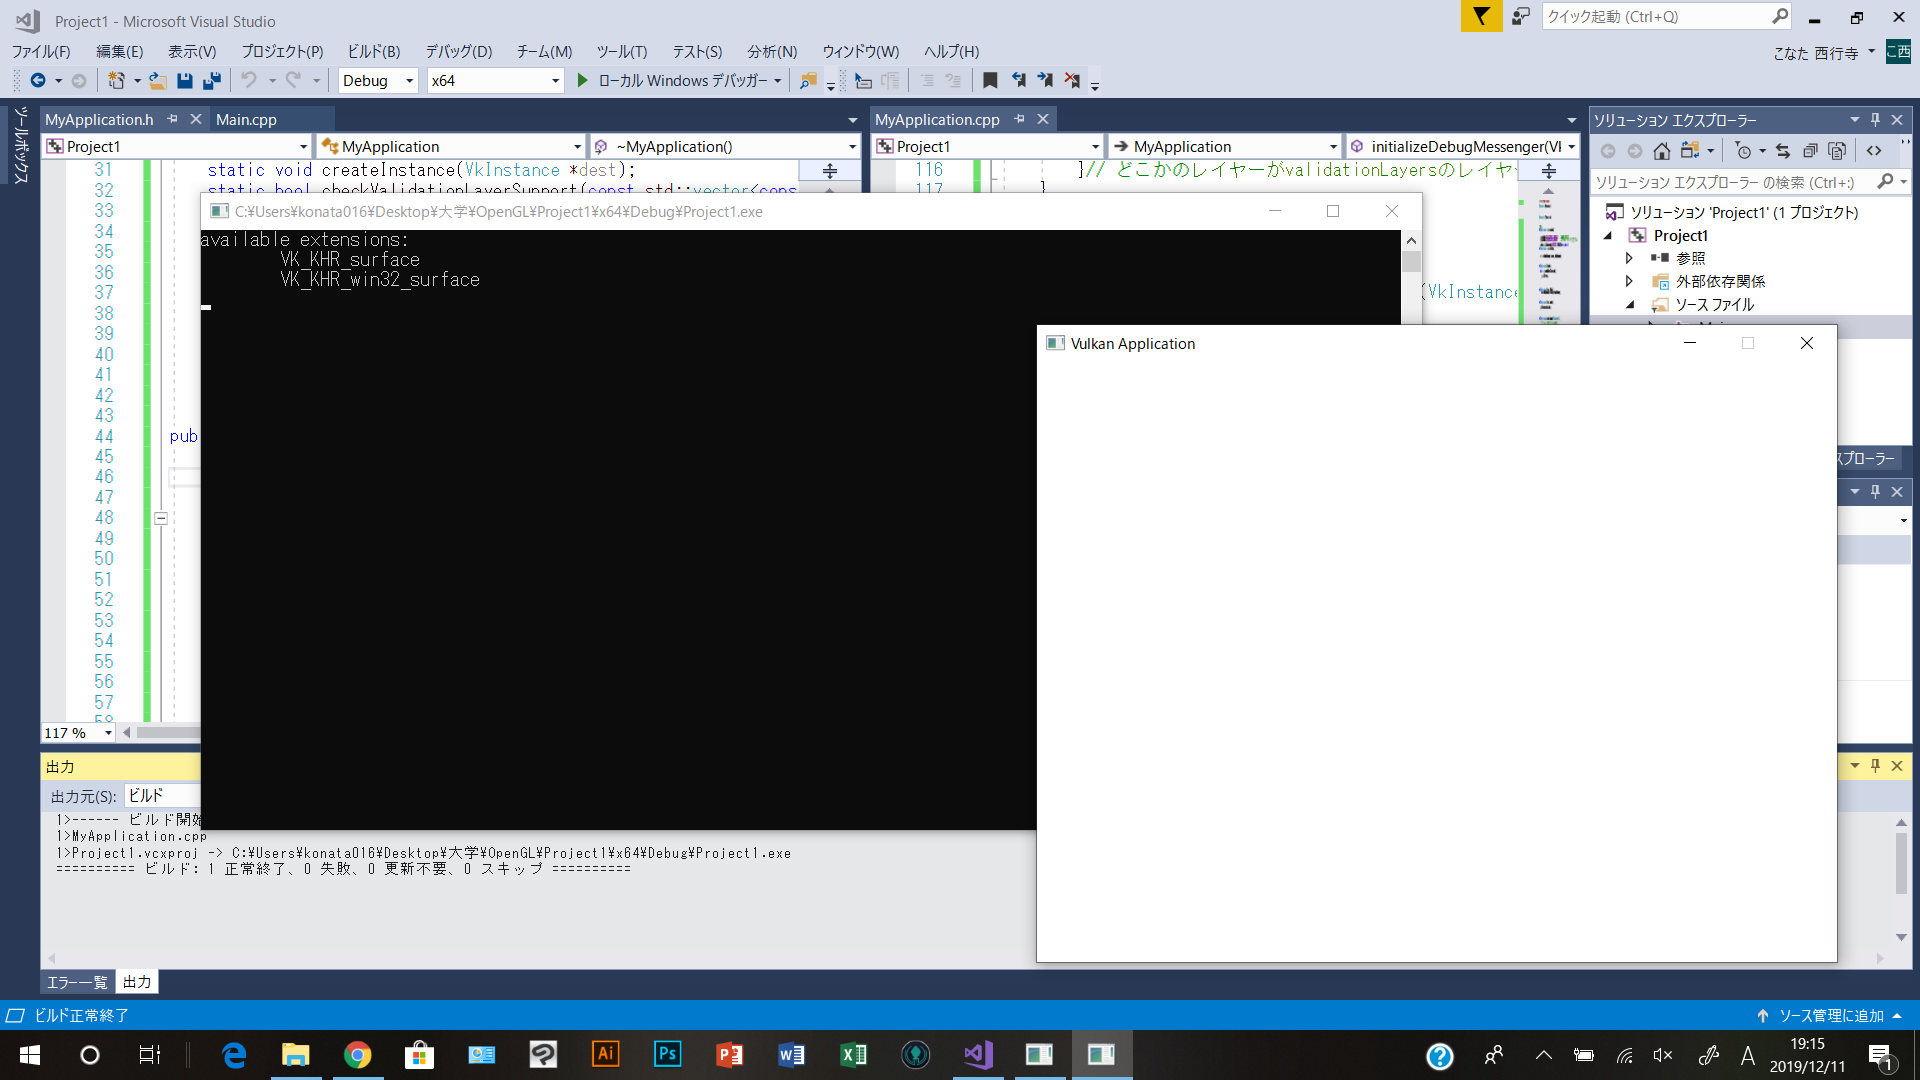 Project1 - Microsoft Visual Studio
クイック起動 (Ctrl+Q)
ファイル(F) 編集(E) 表示(V) プロジェクト(P) ビルド(B) デバッグ(D) チーム(M) ツール(T) テスト(S) 分析(N) ウィンドウ(W) ヘルプ(H)
こなた 西行寺
こ西
Debug x64 ローカル Windows デバッガー
ツールボックス
MyApplication.h Main.cpp
MyApplication.cpp
ソリューション エクスプローラー
Project1 MyApplication ~MyApplication()
Project1 MyApplication initializeDebugMessenger(Vk
31 static void createInstance(VkInstance *dest);
32 static bool checkValidationLayerSupport(const std::vector<cons
33
34
35
36
37
38
39
40
41
42
43
44 pub
45
46
47
48
49
50
51
52
53
54
55
56
57
58
116 }// どこかのレイヤーがvalidationLayersのレイヤ
117 }
(VkInstance
ソリューション エクスプローラー の検索 (Ctrl+:)
ソリューション 'Project1' (1 プロジェクト)
Project1
参照
外部依存関係
ソース ファイル
C:¥Users¥konata016¥Desktop¥大学¥OpenGL¥Project1¥x64¥Debug¥Project1.exe
available extensions:
VK_KHR_surface
VK_KHR_win32_surface
Vulkan Application
スプローラー
117 %
出力
出力元(S): ビルド
1>------ ビルド開始
1>MyApplication.cpp
1>Project1.vcxproj -> C:¥Users¥konata016¥Desktop¥大学¥OpenGL¥Project1¥x64¥Debug¥Project1.exe
========== ビルド: 1 正常終了、0 失敗、0 更新不要、0 スキップ ==========
エラー一覧 出力
ビルド正常終了
ソース管理に追加
Ai Ps
A
19:15
2019/12/11
1